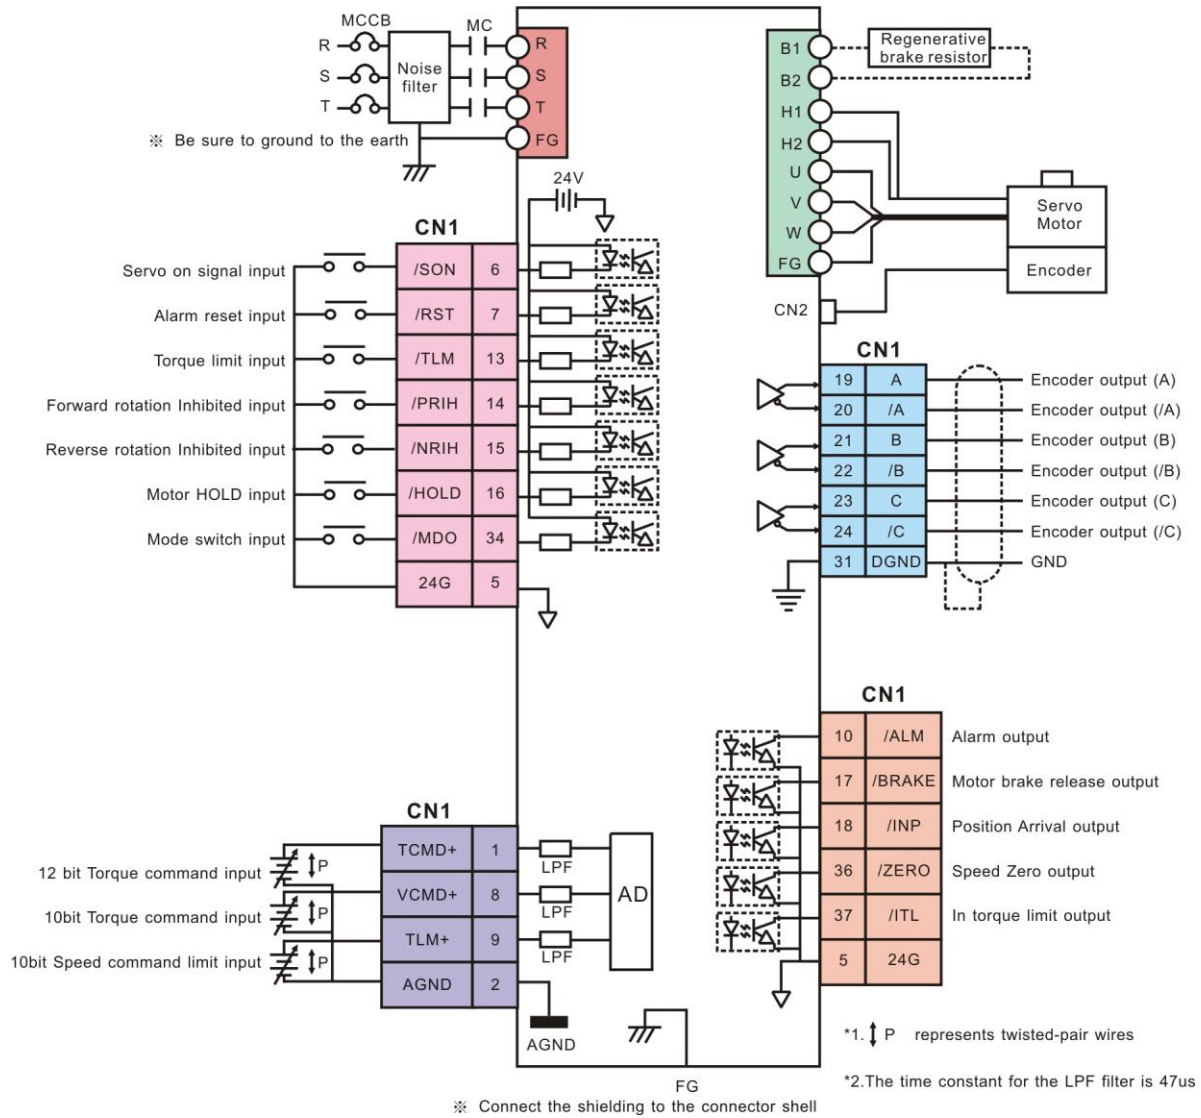 MCCB
MC
R
S
T
Noise filter
R
S
T
FG
※ Be sure to ground to the earth
24V
CN1
Servo on signal input /SON 6
Alarm reset input /RST 7
Torque limit input /TLM 13
Forward rotation Inhibited input /PRIH 14
Reverse rotation Inhibited input /NRIH 15
Motor HOLD input /HOLD 16
Mode switch input /MDO 34
24G 5
CN1
12 bit Torque command input P TCMD+ 1 LPF
10bit Torque command input P VCMD+ 8 LPF
10bit Speed command limit input P TLM+ 9 LPF
AGND 2
AD
AGND
B1
B2
H1
H2
U
V
W
FG
Regenerative
brake resistor
Servo
Motor
Encoder
CN2
CN1
19 A Encoder output (A)
20 /A Encoder output (/A)
21 B Encoder output (B)
22 /B Encoder output (/B)
23 C Encoder output (C)
24 /C Encoder output (/C)
31 DGND GND
CN1
10 /ALM Alarm output
17 /BRAKE Motor brake release output
18 /INP Position Arrival output
36 /ZERO Speed Zero output
37 /ITL In torque limit output
5 24G
*1. P represents twisted-pair wires
*2.The time constant for the LPF filter is 47us
FG
※ Connect the shielding to the connector shell